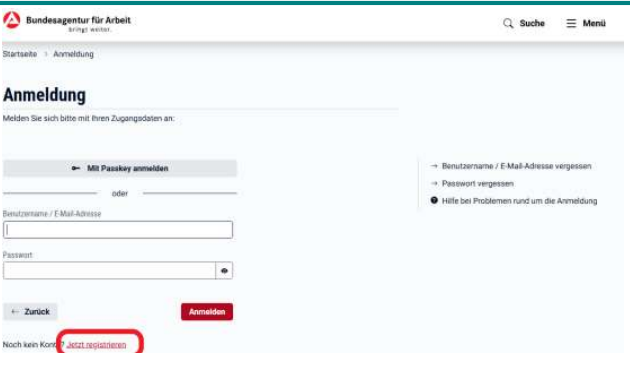 Bundesagentur für Arbeit
bringt weiter.
Suche
Menü
Startseite > Anmeldung
Anmeldung
Melden Sie sich bitte mit Ihren Zugangsdaten an:
Mit Passkey anmelden
→ Benutzername / E-Mail-Adresse vergessen
oder
→ Passwort vergessen
Hilfe bei Problemen rund um die Anmeldung
Benutzername / E-Mail-Adresse
Passwort
← Zurück
Anmelden
Noch kein Konto? Jetzt registrieren